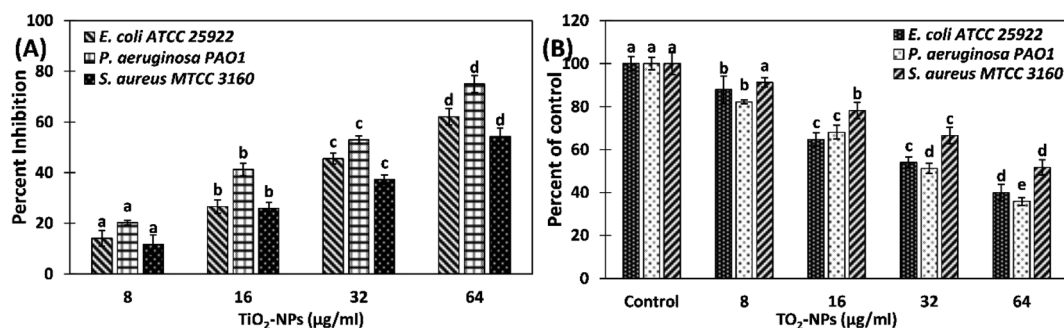 (A)
E. coli ATCC 25922
P. aeruginosa PAO1
S. aureus MTCC 3160
Percent Inhibition
100
80
60
40
20
0
a a a
b b b
c c c
d d d
8 16 32 64
TiO₂-NPs (µg/ml)
(B)
E. coli ATCC 25922
P. aeruginosa PAO1
S. aureus MTCC 3160
Percent of control
120
100
80
60
40
20
0
a a a
b b a
c c b
c d c
d e d
Control 8 16 32 64
TO₂-NPs (µg/ml)